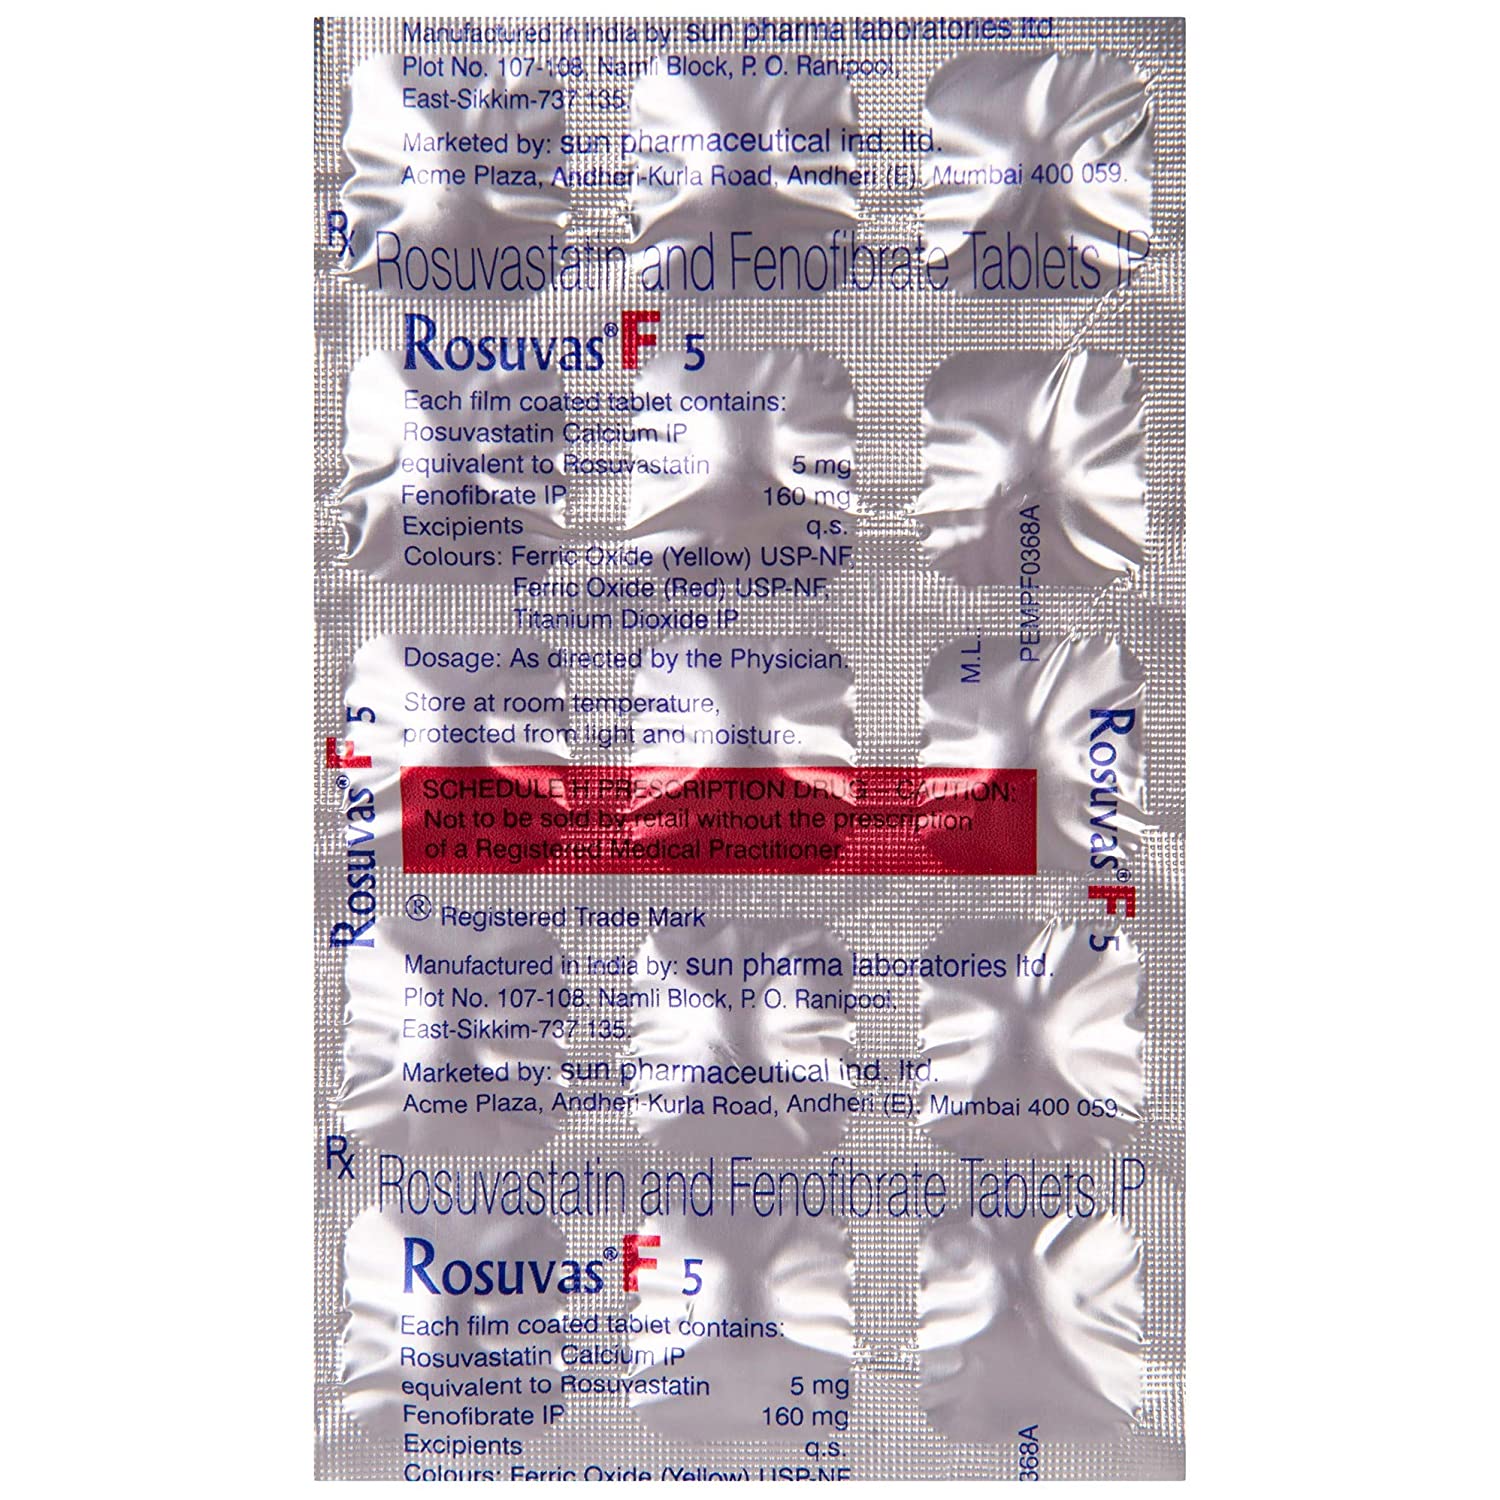 Manufactured in India by: sun pharma laboratories ltd.
Plot No. 107-108, Namli Block, P. O. Ranipool,
East-Sikkim-737 135.
Marketed by: sun pharmaceutical ind. ltd.
Acme Plaza, Andheri-Kurla Road, Andheri (E), Mumbai 400 059.
Rx Rosuvastatin and Fenofibrate Tablets IP
Rosuvas® F 5
Each film coated tablet contains:
Rosuvastatin Calcium IP
equivalent to Rosuvastatin 5 mg
Fenofibrate IP 160 mg
Excipients q.s.
Colours: Ferric Oxide (Yellow) USP-NF,
Ferric Oxide (Red) USP-NF,
Titanium Dioxide IP
Dosage: As directed by the Physician.
Store at room temperature,
protected from light and moisture.
SCHEDULE H PRESCRIPTION DRUG – CAUTION:
Not to be sold by retail without the prescription
of a Registered Medical Practitioner.
M.L.:
PEMPF0368A
Rosuvas® F 5
Rosuvas® F 5
® Registered Trade Mark
Manufactured in India by: sun pharma laboratories ltd.
Plot No. 107-108, Namli Block, P. O. Ranipool,
East-Sikkim-737 135.
Marketed by: sun pharmaceutical ind. ltd.
Acme Plaza, Andheri-Kurla Road, Andheri (E), Mumbai 400 059.
Rx Rosuvastatin and Fenofibrate Tablets IP
Rosuvas® F 5
Each film coated tablet contains:
Rosuvastatin Calcium IP
equivalent to Rosuvastatin 5 mg
Fenofibrate IP 160 mg
Excipients q.s.
Colours: Ferric Oxide (Yellow) USP-NF
368A